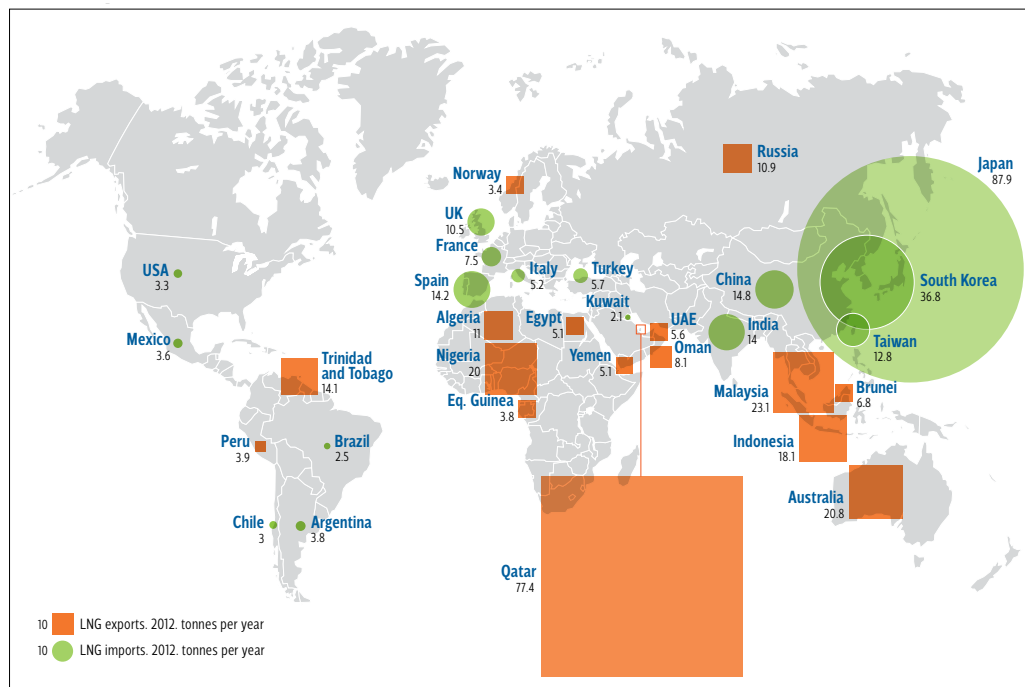 Russia
10.9
Japan
87.9
Norway
3.4
UK
10.5
France
7.5
USA
3.3
Italy
5.2
Turkey
5.7
Spain
14.2
China
14.8
South Korea
36.8
Kuwait
2.1
Algeria
11
Egypt
5.1
UAE
5.6
India
14
Mexico
3.6
Taiwan
12.8
Trinidad
and Tobago
14.1
Nigeria
20
Yemen
5.1
Oman
8.1
Malaysia
23.1
Brunei
6.8
Eq. Guinea
3.8
Peru
3.9
Brazil
2.5
Indonesia
18.1
Australia
20.8
Chile
3
Argentina
3.8
Qatar
77.4
10 LNG exports. 2012. tonnes per year
10 LNG imports. 2012. tonnes per year